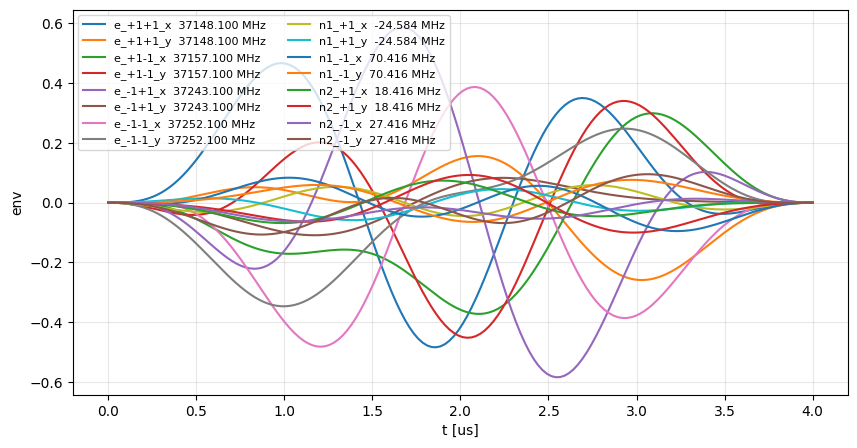 0.6
0.4
0.2
0.0
−0.2
−0.4
−0.6
env
e_+1+1_x  37148.100 MHz
e_+1+1_y  37148.100 MHz
e_+1-1_x  37157.100 MHz
e_+1-1_y  37157.100 MHz
e_-1+1_x  37243.100 MHz
e_-1+1_y  37243.100 MHz
e_-1-1_x  37252.100 MHz
e_-1-1_y  37252.100 MHz
n1_+1_x  -24.584 MHz
n1_+1_y  -24.584 MHz
n1_-1_x  70.416 MHz
n1_-1_y  70.416 MHz
n2_+1_x  18.416 MHz
n2_+1_y  18.416 MHz
n2_-1_x  27.416 MHz
n2_-1_y  27.416 MHz
0.0 0.5 1.0 1.5 2.0 2.5 3.0 3.5 4.0
t [us]